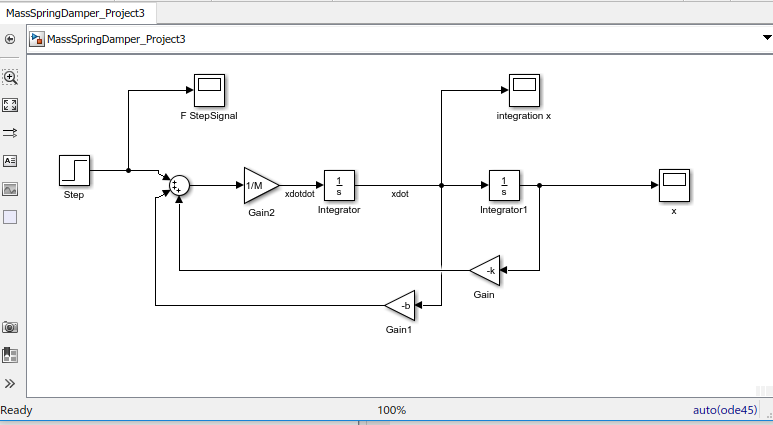 MassSpringDamper_Project3
MassSpringDamper_Project3
F StepSignal
integration x
Step
1/M
Gain2
xdotdot
1
s
Integrator
xdot
1
s
Integrator1
x
-k
Gain
-b
Gain1
Ready
100%
auto(ode45)